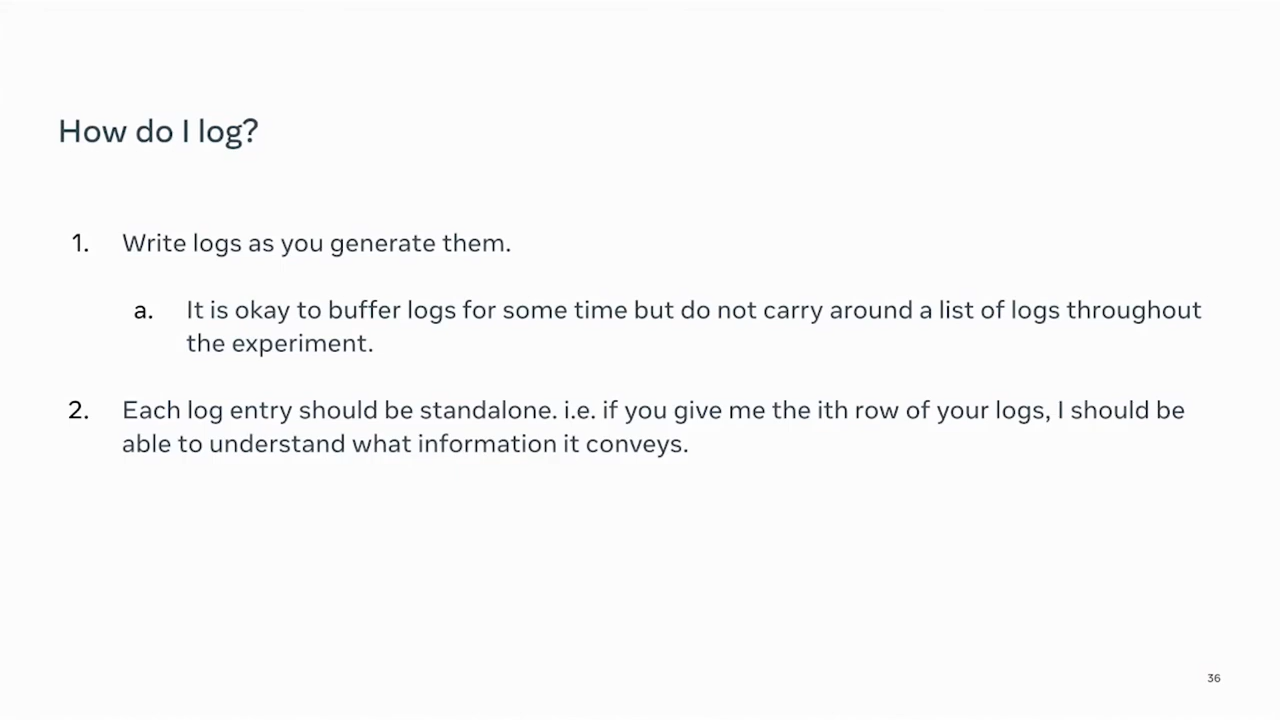 How do I log?
1. Write logs as you generate them.
a. It is okay to buffer logs for some time but do not carry around a list of logs throughout
the experiment.
2. Each log entry should be standalone. i.e. if you give me the ith row of your logs, I should be
able to understand what information it conveys.
36